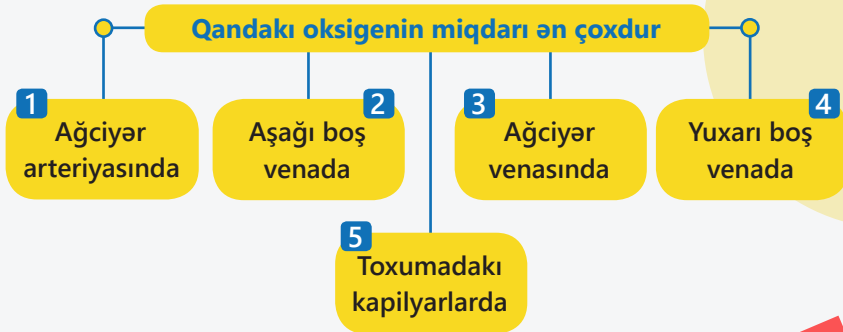 Qandakı oksigenin miqdarı ən çoxdur
1
Ağciyər
arteriyasında
2
Aşağı boş
venada
3
Ağciyər
venasında
4
Yuxarı boş
venada
5
Toxumadakı
kapilyarlarda